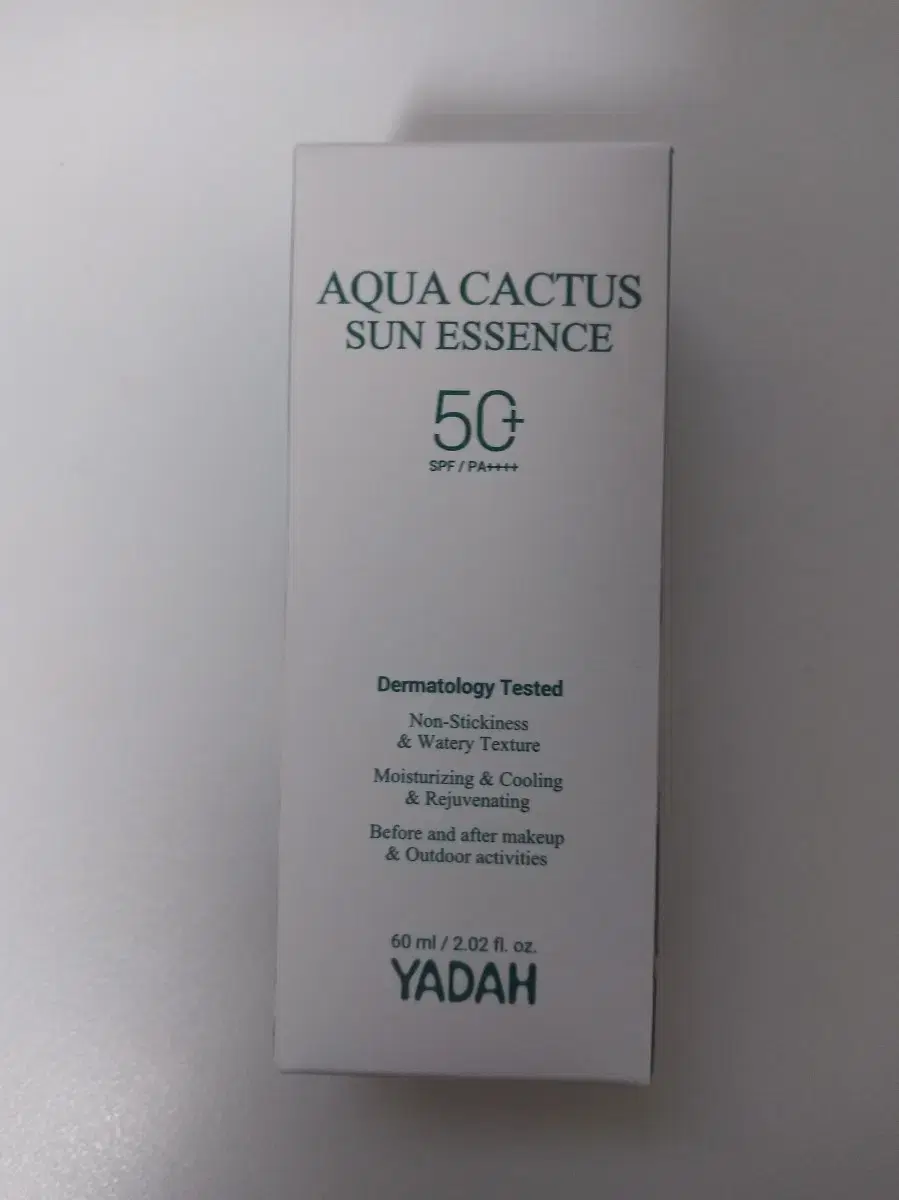 AQUA CACTUS
SUN ESSENCE
50+
SPF / PA++++
Dermatology Tested
Non-Stickiness
& Watery Texture
Moisturizing & Cooling
& Rejuvenating
Before and after makeup
& Outdoor activities
60 ml / 2.02 fl. oz.
YADAH